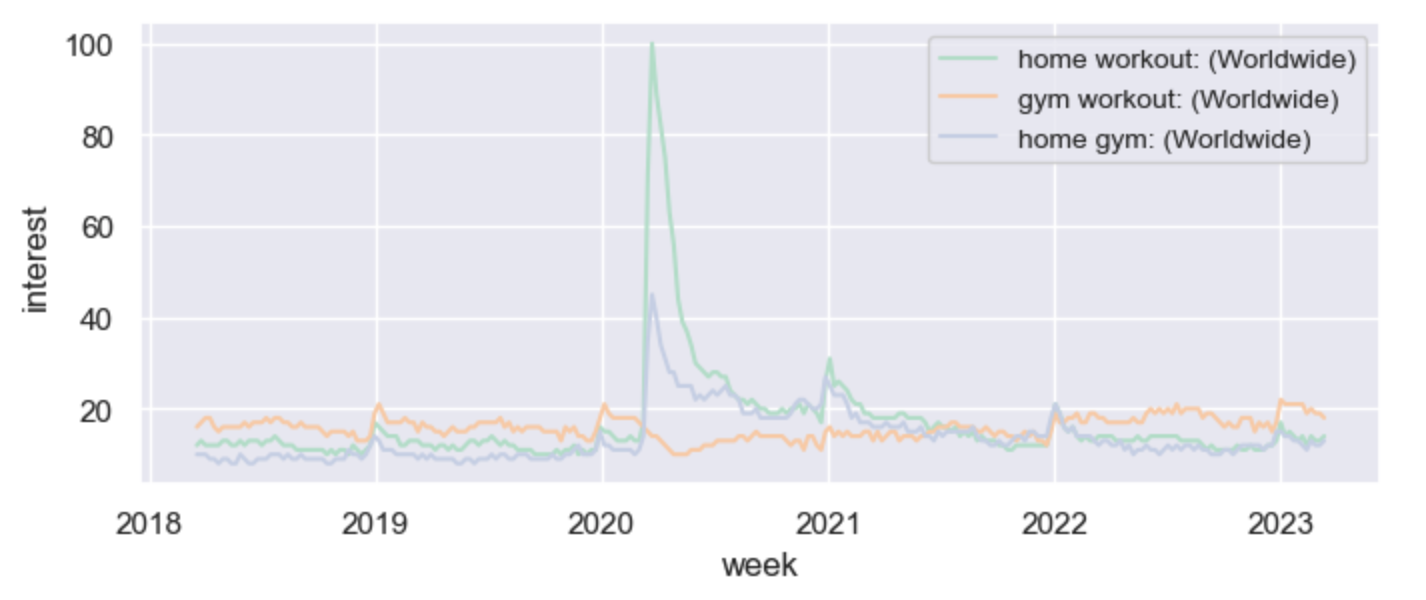 100
80
60
40
20
interest
home workout: (Worldwide)
gym workout: (Worldwide)
home gym: (Worldwide)
2018 2019 2020 2021 2022 2023
week